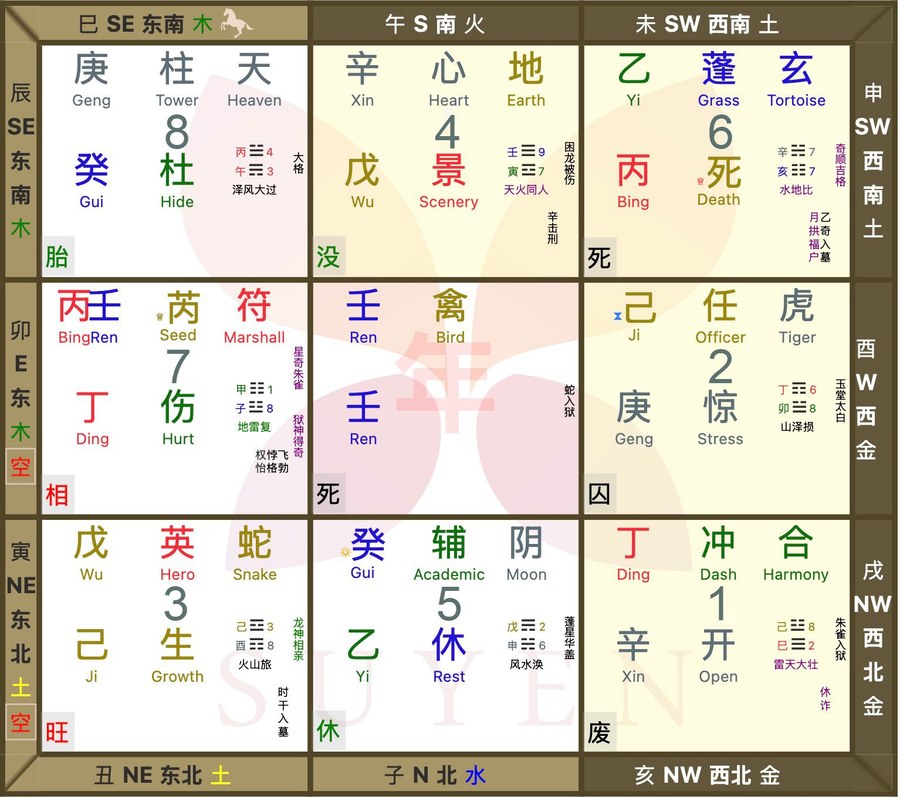 巳 SE 东南 木
午 S 南 火
未 SW 西南 土
辰 SE 东 南 木
庚 柱 天
Geng Tower Heaven
8
癸 杜
Gui Hide
丙 4
午 3
泽风大过
大格
胎
辛 心 地
Xin Heart Earth
4
戊 景
Wu Scenery
壬 9
寅 7
天火同人
困龙被伤
辛击刑
没
乙 蓬 玄
Yi Grass Tortoise
6
丙 死
Bing Death
辛 7
亥 7
水地比
奇顺吉格
乙奇入墓
月拱福户
死
申 SW 西 南 土
卯 E 东 木 空
丙壬 芮 符
BingRen Seed Marshall
7
丁 伤
Ding Hurt
甲 1
子 8
地雷复
星奇朱雀
狱神得奇
权悖飞
怡格勃
相
壬 禽
Ren Bird
壬
Ren
年
蛇入狱
死
己 任 虎
Ji Officer Tiger
2
庚 惊
Geng Stress
丁 6
卯 8
山泽损
玉堂太白
囚
酉 W 西 金
寅 NE 东 北 土 空
戊 英 蛇
Wu Hero Snake
3
己 生
Ji Growth
己 3
酉 8
火山旅
龙神相亲
时干入墓
旺
癸 辅 阴
Gui Academic Moon
5
乙 休
Yi Rest
戊 2
申 6
风水涣
蓬星华盖
休
丁 冲 合
Ding Dash Harmony
1
辛 开
Xin Open
己 8
巳 2
雷天大壮
朱雀入狱
休诈
废
戌 NW 西 北 金
SUYEN
丑 NE 东北 土
子 N 北 水
亥 NW 西北 金